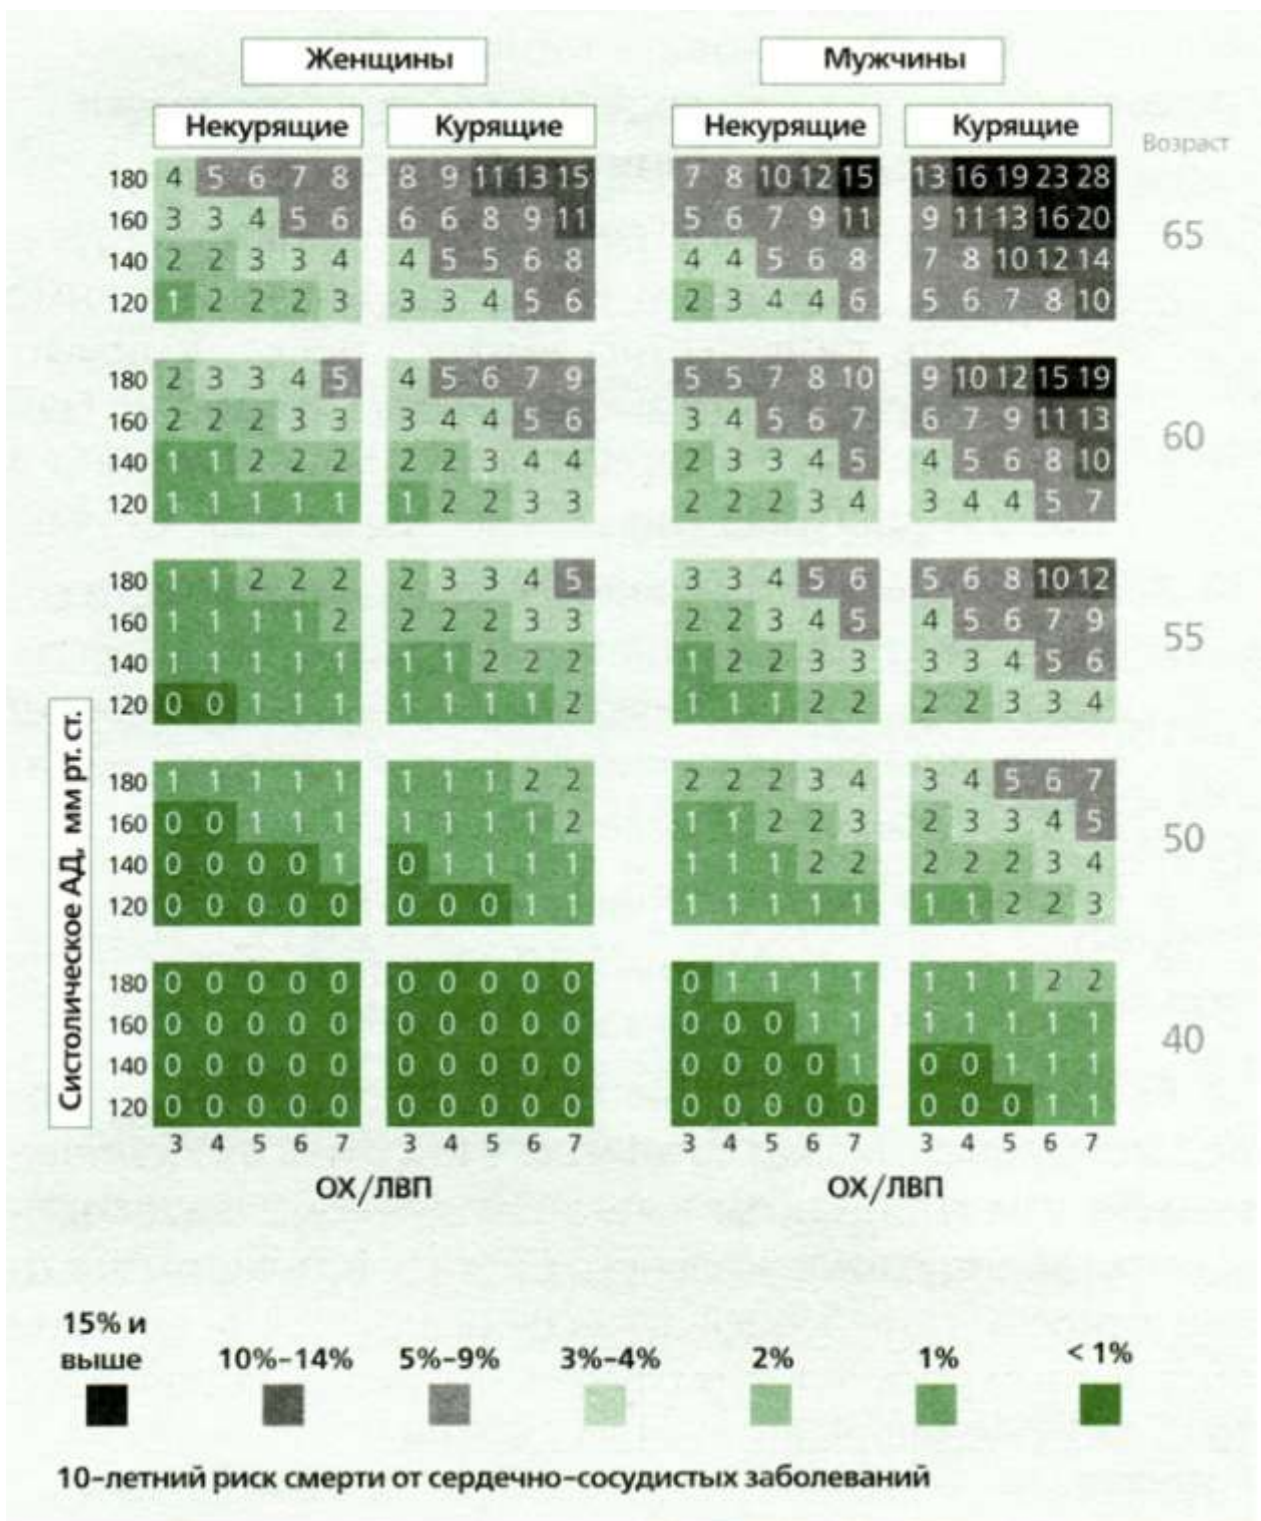 Женщины Мужчины
Некурящие Курящие Некурящие Курящие
Возраст
180 4 5 6 7 8 8 9 11 13 15 7 8 10 12 15 13 16 19 23 28
160 3 3 4 5 6 6 6 8 9 11 5 6 7 9 11 9 11 13 16 20
65
140 2 2 3 3 4 4 5 5 6 8 4 4 5 6 8 7 8 10 12 14
120 1 2 2 2 3 3 3 4 5 6 2 3 4 4 6 5 6 7 8 10
180 2 3 3 4 5 4 5 6 7 9 5 5 7 8 10 9 10 12 15 19
160 2 2 2 3 3 3 4 4 5 6 3 4 5 6 7 6 7 9 11 13
60
140 1 1 2 2 2 2 2 3 4 4 2 3 3 4 5 4 5 6 8 10
120 1 1 1 1 1 1 2 2 3 3 2 2 2 3 4 3 4 4 5 7
180 1 1 2 2 2 2 3 3 4 5 3 3 4 5 6 5 6 8 10 12
160 1 1 1 1 2 2 2 2 3 3 2 2 3 4 5 4 5 6 7 9
55
140 1 1 1 1 1 1 1 2 2 2 1 2 2 3 3 3 3 4 5 6
120 0 0 1 1 1 1 1 1 1 2 1 1 1 2 2 2 2 3 3 4
Систолическое АД, мм рт. ст.
180 1 1 1 1 1 1 1 1 2 2 2 2 2 3 4 3 4 5 6 7
160 0 0 1 1 1 1 1 1 1 2 1 1 2 2 3 2 3 3 4 5
50
140 0 0 0 0 1 0 1 1 1 1 1 1 1 2 2 2 2 2 3 4
120 0 0 0 0 0 0 0 0 1 1 1 1 1 1 1 1 1 2 2 3
180 0 0 0 0 0 0 0 0 0 0 0 1 1 1 1 1 1 1 2 2
160 0 0 0 0 0 0 0 0 0 0 0 0 0 1 1 1 1 1 1 1
40
140 0 0 0 0 0 0 0 0 0 0 0 0 0 0 1 0 0 1 1 1
120 0 0 0 0 0 0 0 0 0 0 0 0 0 0 0 0 0 0 1 1
3 4 5 6 7 3 4 5 6 7 3 4 5 6 7 3 4 5 6 7
ОХ/ЛВП ОХ/ЛВП
15% и
выше 10%–14% 5%–9% 3%–4% 2% 1% < 1%
10-летний риск смерти от сердечно-сосудистых заболеваний